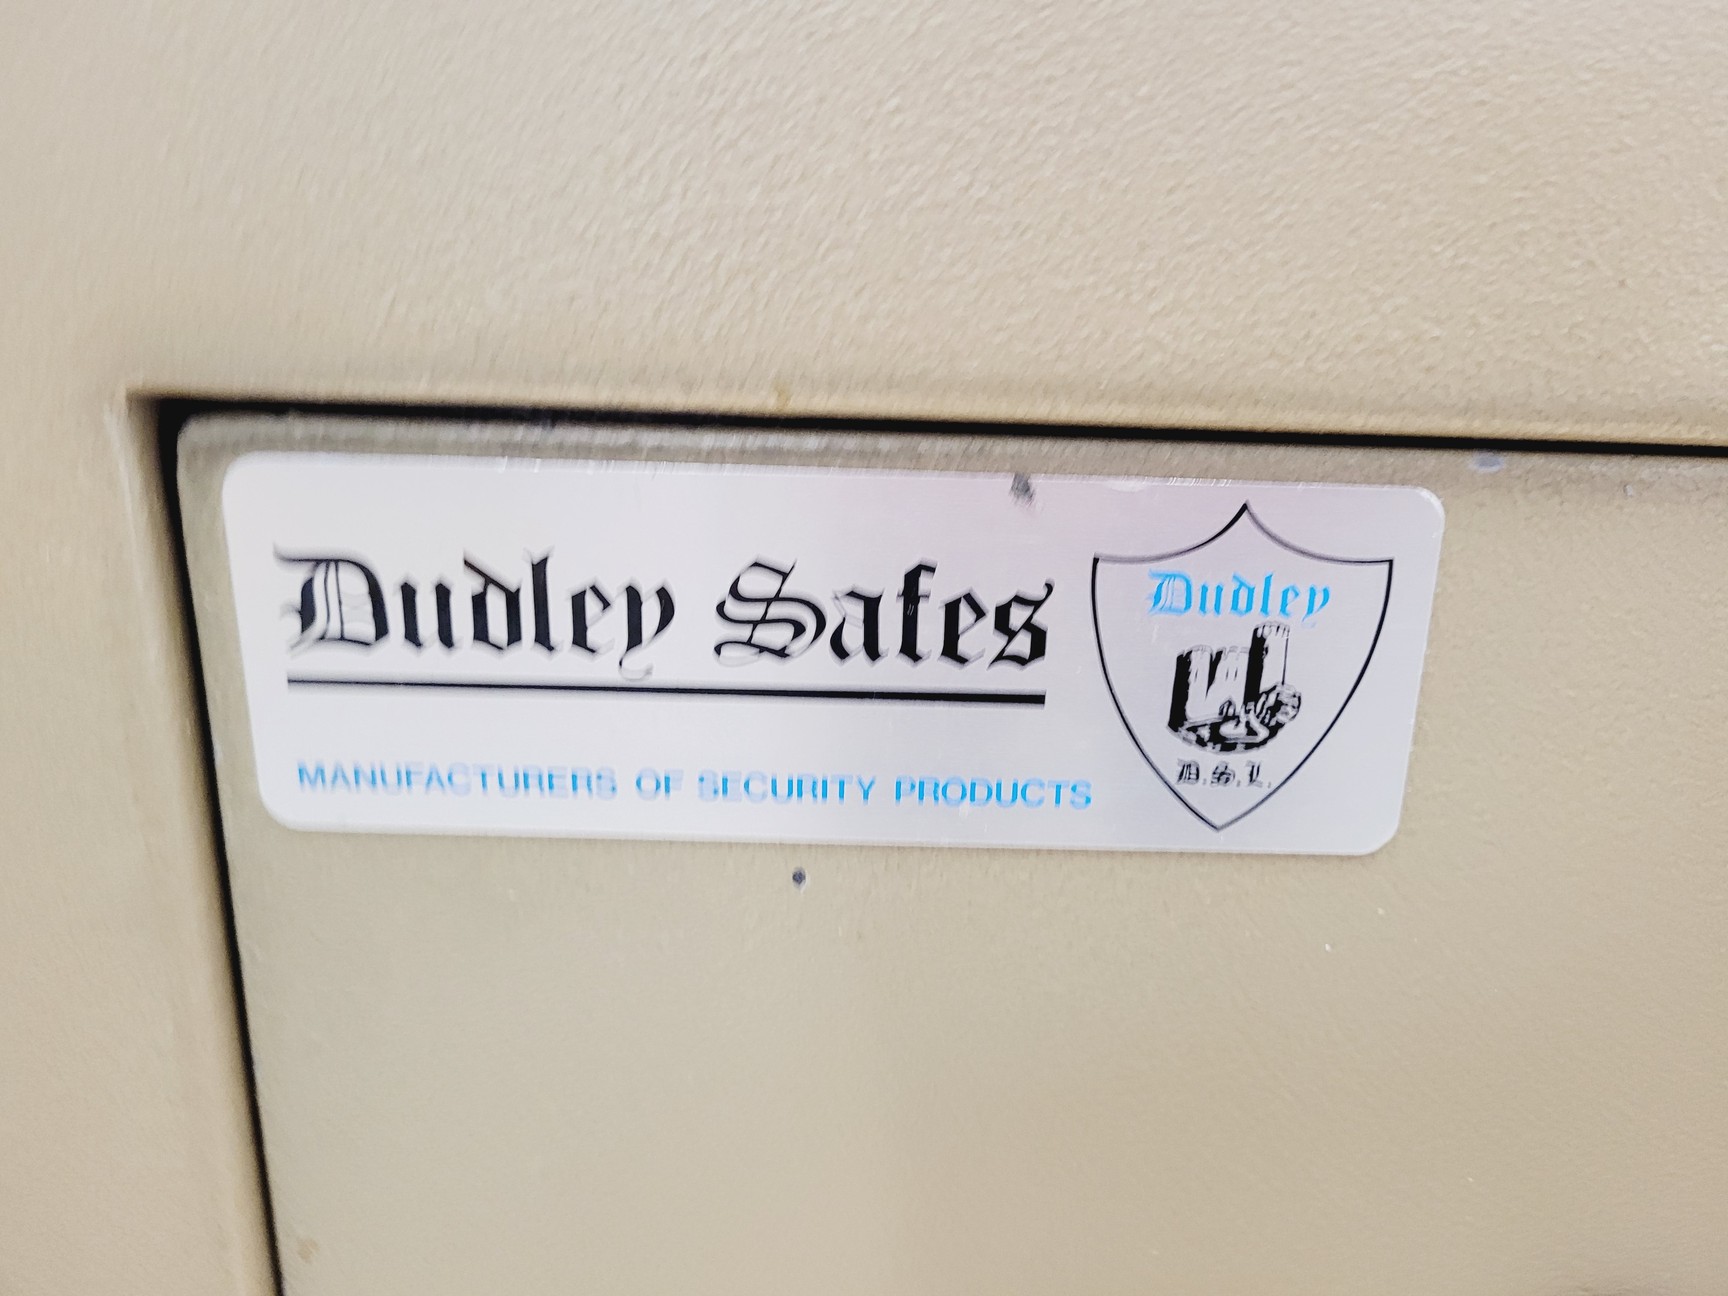 Dudley Safes
MANUFACTURERS OF SECURITY PRODUCTS
Dudley
D.S.L.